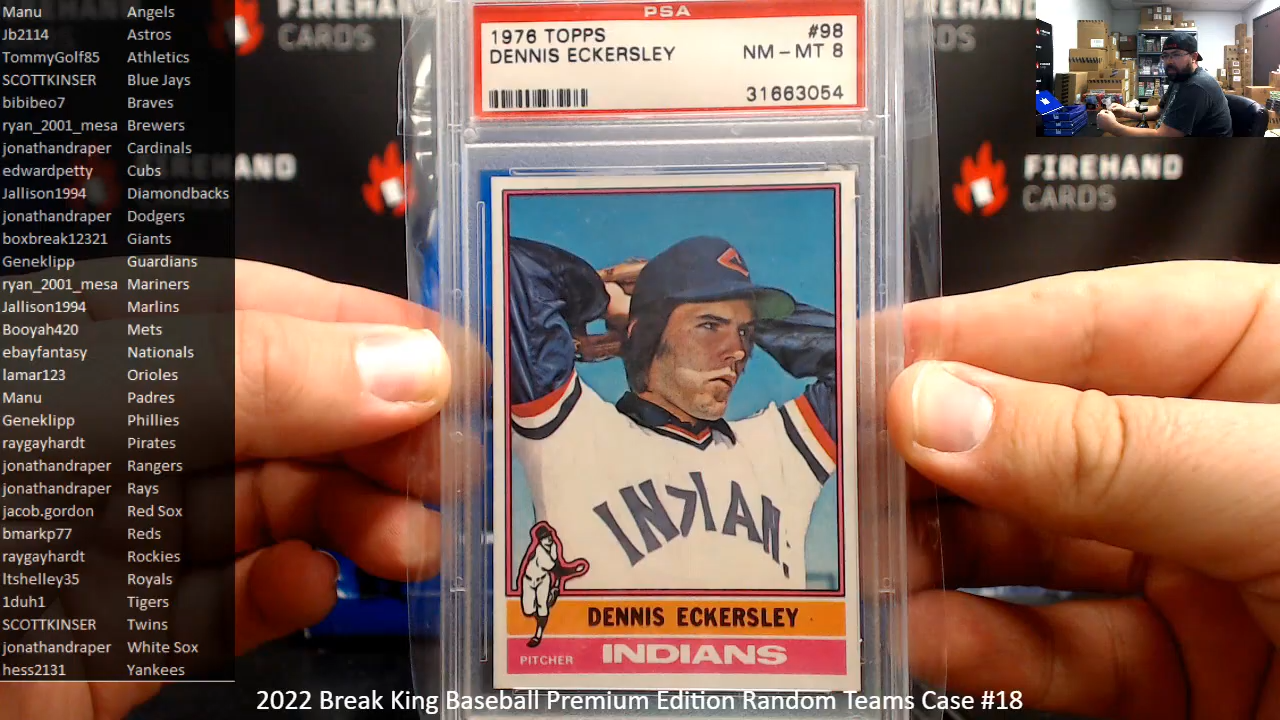 Manu Angels
Jb2114 Astros
TommyGolf85 Athletics
SCOTTKINSER Blue Jays
bibibeo7 Braves
ryan_2001_mesa Brewers
jonathandraper Cardinals
edwardpetty Cubs
Jallison1994 Diamondbacks
jonathandraper Dodgers
boxbreak12321 Giants
Geneklipp Guardians
ryan_2001_mesa Mariners
Jallison1994 Marlins
Booyah420 Mets
ebayfantasy Nationals
lamar123 Orioles
Manu Padres
Geneklipp Phillies
raygayhardt Pirates
jonathandraper Rangers
jonathandraper Rays
jacob.gordon Red Sox
bmarkp77 Reds
raygayhardt Rockies
ltshelley35 Royals
1duh1 Tigers
SCOTTKINSER Twins
jonathandraper White Sox
hess2131 Yankees
FIREHAND
CARDS
PSA
1976 TOPPS #98
DENNIS ECKERSLEY NM - MT 8
31663054
HAND
FIREHAND
CARDS
INDIAN
DENNIS ECKERSLEY
PITCHER INDIANS
2022 Break King Baseball Premium Edition Random Teams Case #18